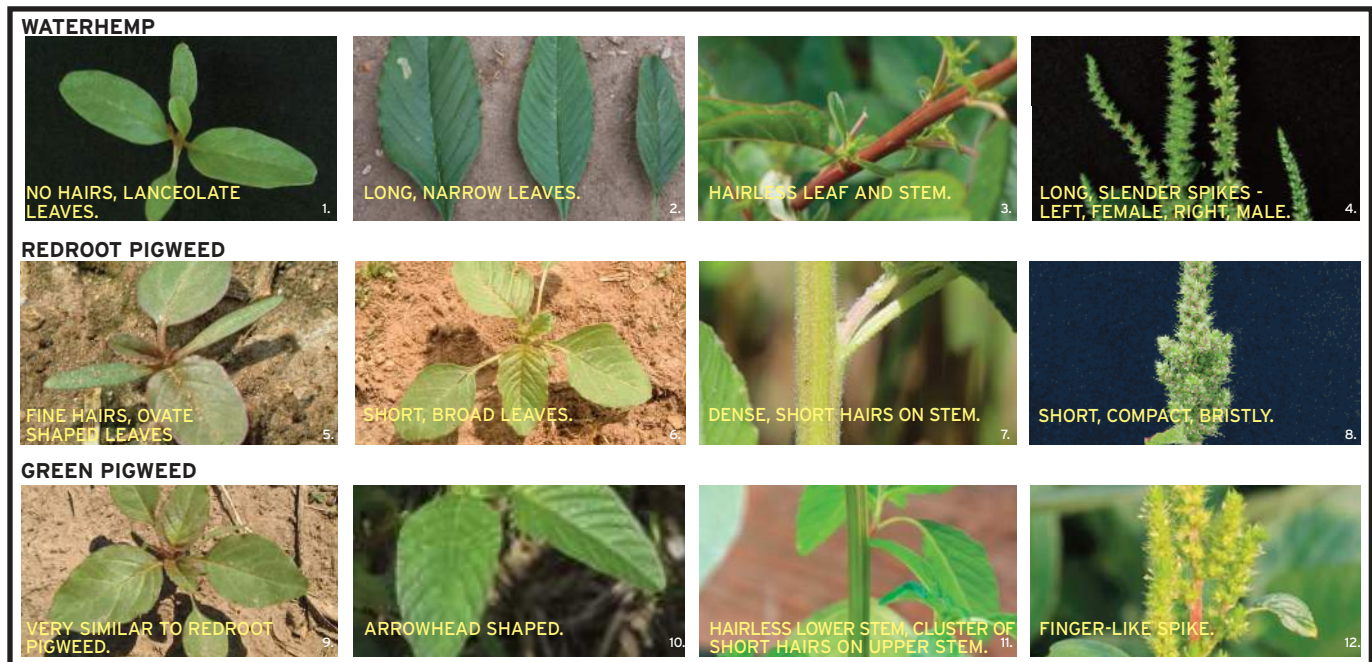 WATERHEMP
NO HAIRS, LANCEOLATE
LEAVES.
1.
LONG, NARROW LEAVES.
2.
HAIRLESS LEAF AND STEM.
3.
LONG, SLENDER SPIKES -
LEFT, FEMALE, RIGHT, MALE.
4.
REDROOT PIGWEED
FINE HAIRS, OVATE
SHAPED LEAVES
5.
SHORT, BROAD LEAVES.
6.
DENSE, SHORT HAIRS ON STEM.
7.
SHORT, COMPACT, BRISTLY.
8.
GREEN PIGWEED
VERY SIMILAR TO REDROOT
PIGWEED.
9.
ARROWHEAD SHAPED.
10.
HAIRLESS LOWER STEM, CLUSTER OF
SHORT HAIRS ON UPPER STEM.
11.
FINGER-LIKE SPIKE.
12.